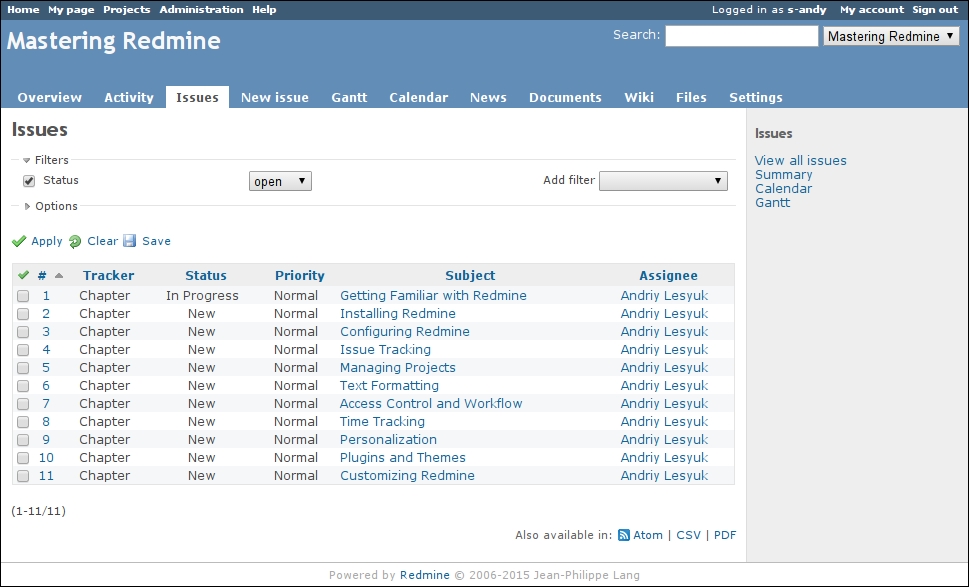 Home My page Projects Administration Help Logged in as s-andy My account Sign out
Mastering Redmine Search: Mastering Redmine
Overview Activity Issues New issue Gantt Calendar News Documents Wiki Files Settings
Issues
Filters
Status open Add filter
Options
Apply Clear Save
# Tracker Status Priority Subject Assignee
1 Chapter In Progress Normal Getting Familiar with Redmine Andriy Lesyuk
2 Chapter New Normal Installing Redmine Andriy Lesyuk
3 Chapter New Normal Configuring Redmine Andriy Lesyuk
4 Chapter New Normal Issue Tracking Andriy Lesyuk
5 Chapter New Normal Managing Projects Andriy Lesyuk
6 Chapter New Normal Text Formatting Andriy Lesyuk
7 Chapter New Normal Access Control and Workflow Andriy Lesyuk
8 Chapter New Normal Time Tracking Andriy Lesyuk
9 Chapter New Normal Personalization Andriy Lesyuk
10 Chapter New Normal Plugins and Themes Andriy Lesyuk
11 Chapter New Normal Customizing Redmine Andriy Lesyuk
(1-11/11)
Also available in: Atom | CSV | PDF
Issues
View all issues
Summary
Calendar
Gantt
Powered by Redmine © 2006-2015 Jean-Philippe Lang